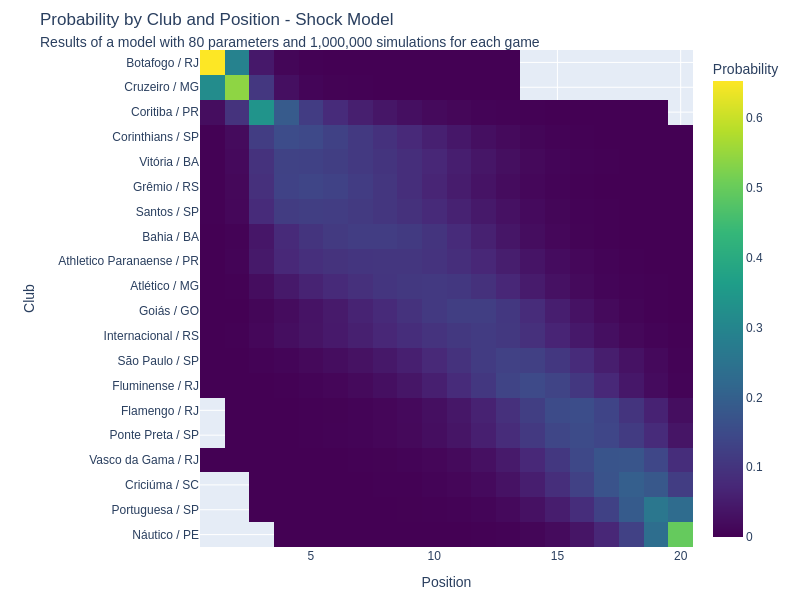 Probability by Club and Position - Shock Model
Results of a model with 80 parameters and 1,000,000 simulations for each game
Probability
Botafogo / RJ
Cruzeiro / MG
Coritiba / PR
Corinthians / SP
Vitória / BA
Grêmio / RS
Santos / SP
Bahia / BA
Athletico Paranaense / PR
Atlético / MG
Goiás / GO
Internacional / RS
São Paulo / SP
Fluminense / RJ
Flamengo / RJ
Ponte Preta / SP
Vasco da Gama / RJ
Criciúma / SC
Portuguesa / SP
Náutico / PE
Club
5
10
15
20
Position
0.6
0.5
0.4
0.3
0.2
0.1
0